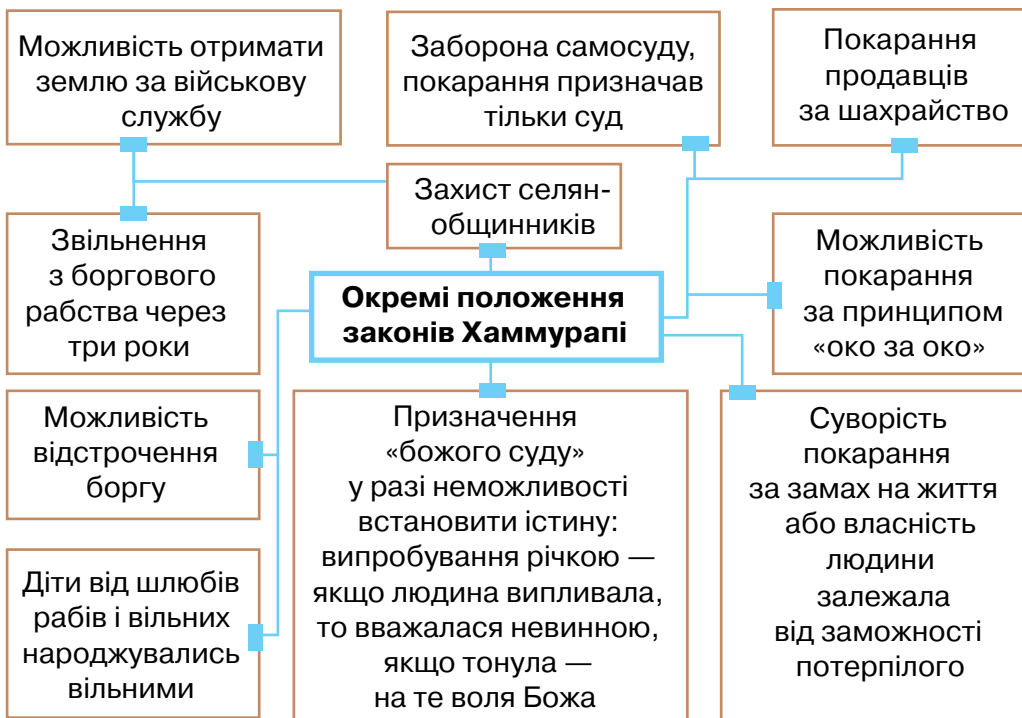 Можливість отримати
землю за військову
службу
Заборона самосуду,
покарання призначав
тільки суд
Покарання
продавців
за шахрайство
Захист селян-
общинників
Звільнення
з боргового
рабства через
три роки
Окремі положення
законів Хаммурапі
Можливість
покарання
за принципом
«око за око»
Можливість
відстрочення
боргу
Призначення
«божого суду»
у разі неможливості
встановити істину:
випробування річкою —
якщо людина випливала,
то вважалася невинною,
якщо тонула —
на те воля Божа
Суворість
покарання
за замах на життя
або власність
людини
залежала
від заможності
потерпілого
Діти від шлюбів
рабів і вільних
народжувались
вільними